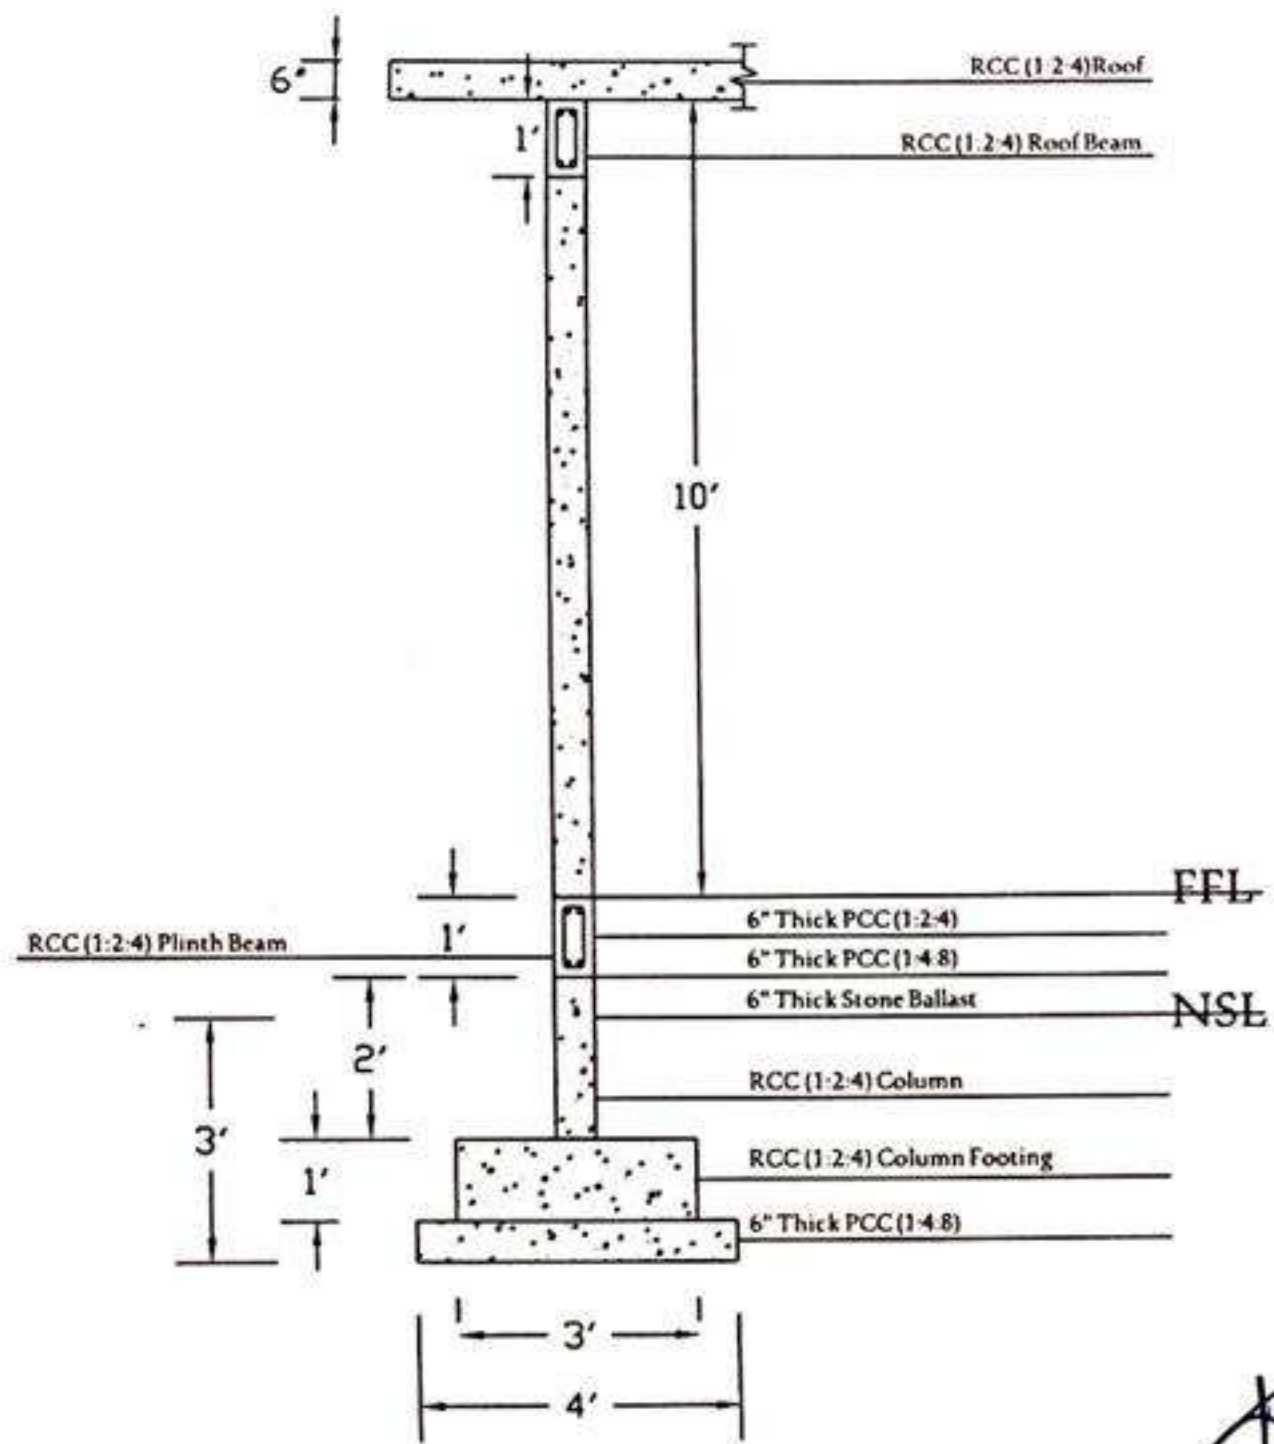 6"
RCC (1:2:4) Roof
1'
RCC (1:2:4) Roof Beam
10'
FFL
6" Thick PCC (1:2:4)
1'
RCC (1:2:4) Plinth Beam
6" Thick PCC (1:4:8)
6" Thick Stone Ballast
NSL
2'
RCC (1:2:4) Column
3'
RCC (1:2:4) Column Footing
1'
6" Thick PCC (1:4:8)
3'
4'